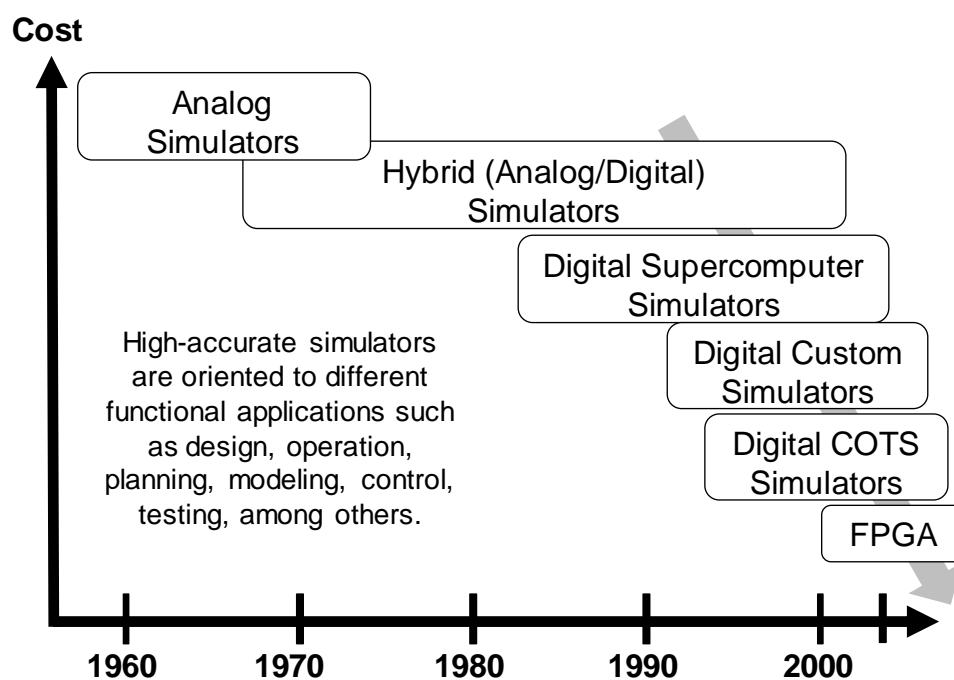 Cost
Analog
Simulators
Hybrid (Analog/Digital)
Simulators
Digital Supercomputer
Simulators
High-accurate simulators
are oriented to different
functional applications such
as design, operation,
planning, modeling, control,
testing, among others.
Digital Custom
Simulators
Digital COTS
Simulators
FPGA
1960
1970
1980
1990
2000